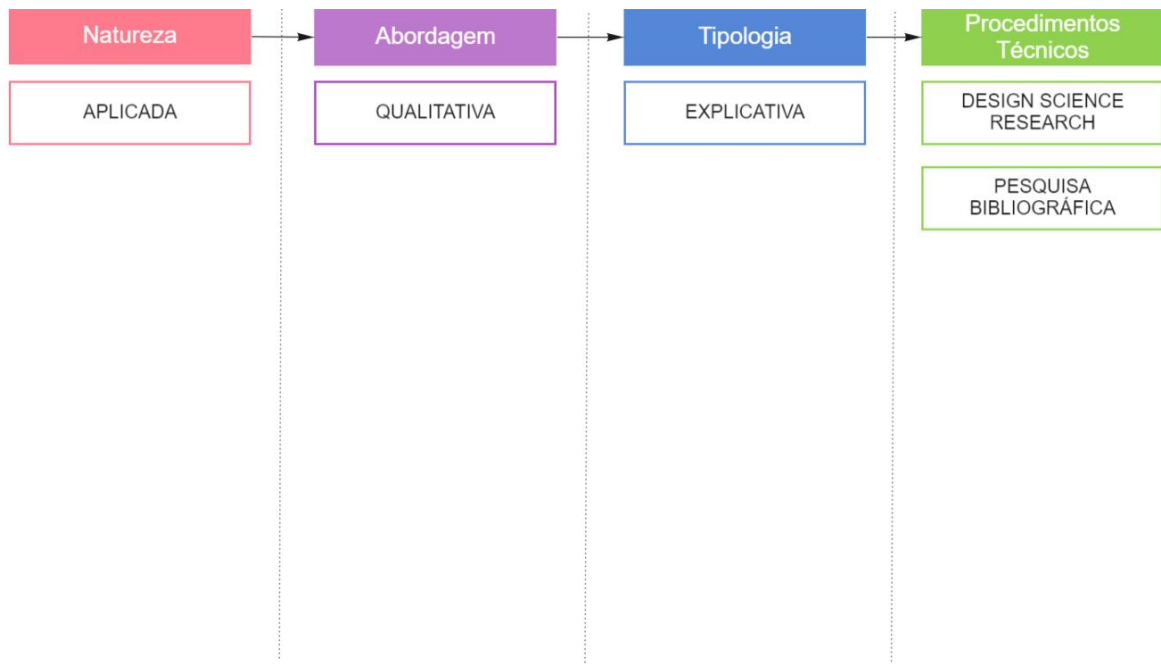 Natureza
Abordagem
Tipologia
Procedimentos
Técnicos
APLICADA
QUALITATIVA
EXPLICATIVA
DESIGN SCIENCE
RESEARCH
PESQUISA
BIBLIOGRÁFICA